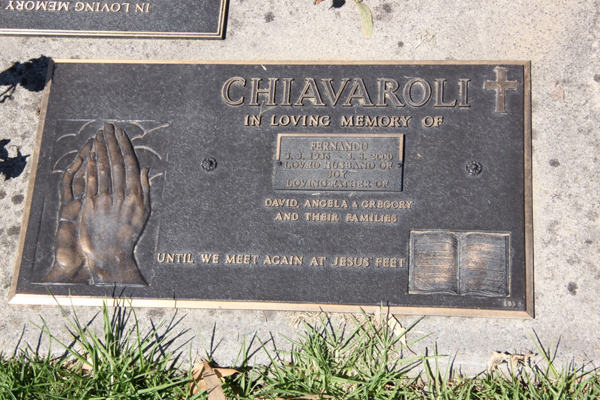 IN LOVING MEMORY
CHIAVAROLI
IN LOVING MEMORY OF
FERNANDO
LOVED HUSBAND OF
JOY
LOVING FATHER OF
DAVID, ANGELA & GREGORY
AND THEIR FAMILIES
UNTIL WE MEET AGAIN AT JESUS' FEET